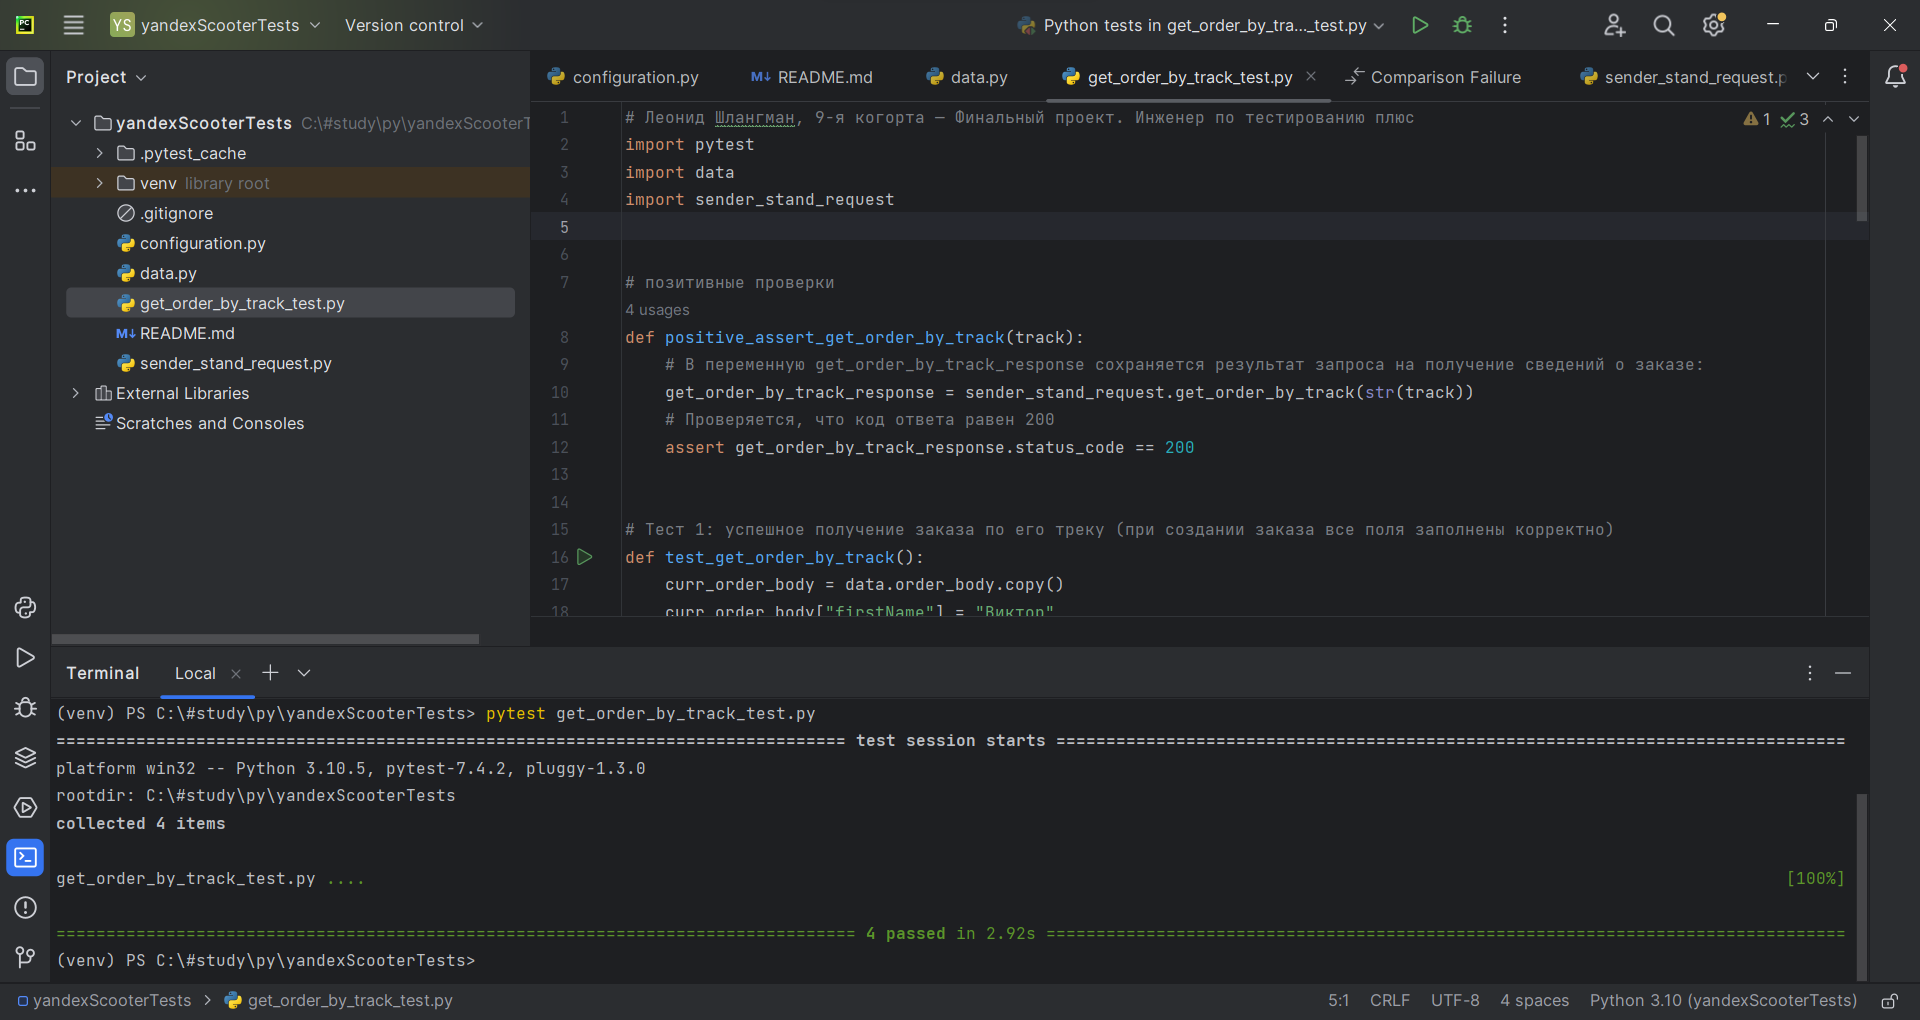 PC YS yandexScooterTests Version control Python tests in get_order_by_tra..._test.py
Project
yandexScooterTests C:\#study\py\yandexScooterT
.pytest_cache
venv library root
.gitignore
configuration.py
data.py
get_order_by_track_test.py
M↓ README.md
sender_stand_request.py
External Libraries
Scratches and Consoles
configuration.py M↓ README.md data.py get_order_by_track_test.py Comparison Failure sender_stand_request.p
1 # Леонид Шлангман, 9-я когорта — Финальный проект. Инженер по тестированию плюс 1 3
2 import pytest
3 import data
4 import sender_stand_request
5
6
7 # позитивные проверки
4 usages
8 def positive_assert_get_order_by_track(track):
9 # В переменную get_order_by_track_response сохраняется результат запроса на получение сведений о заказе:
10 get_order_by_track_response = sender_stand_request.get_order_by_track(str(track))
11 # Проверяется, что код ответа равен 200
12 assert get_order_by_track_response.status_code == 200
13
14
15 # Тест 1: успешное получение заказа по его треку (при создании заказа все поля заполнены корректно)
16 def test_get_order_by_track():
17 curr_order_body = data.order_body.copy()
18 curr_order_body["firstName"] = "Виктор"
Terminal Local
(venv) PS C:\#study\py\yandexScooterTests> pytest get_order_by_track_test.py
=============================================================================== test session starts ===============================================================================
platform win32 -- Python 3.10.5, pytest-7.4.2, pluggy-1.3.0
rootdir: C:\#study\py\yandexScooterTests
collected 4 items
get_order_by_track_test.py .... [100%]
================================================================================ 4 passed in 2.92s ================================================================================
(venv) PS C:\#study\py\yandexScooterTests>
yandexScooterTests > get_order_by_track_test.py 5:1 CRLF UTF-8 4 spaces Python 3.10 (yandexScooterTests)